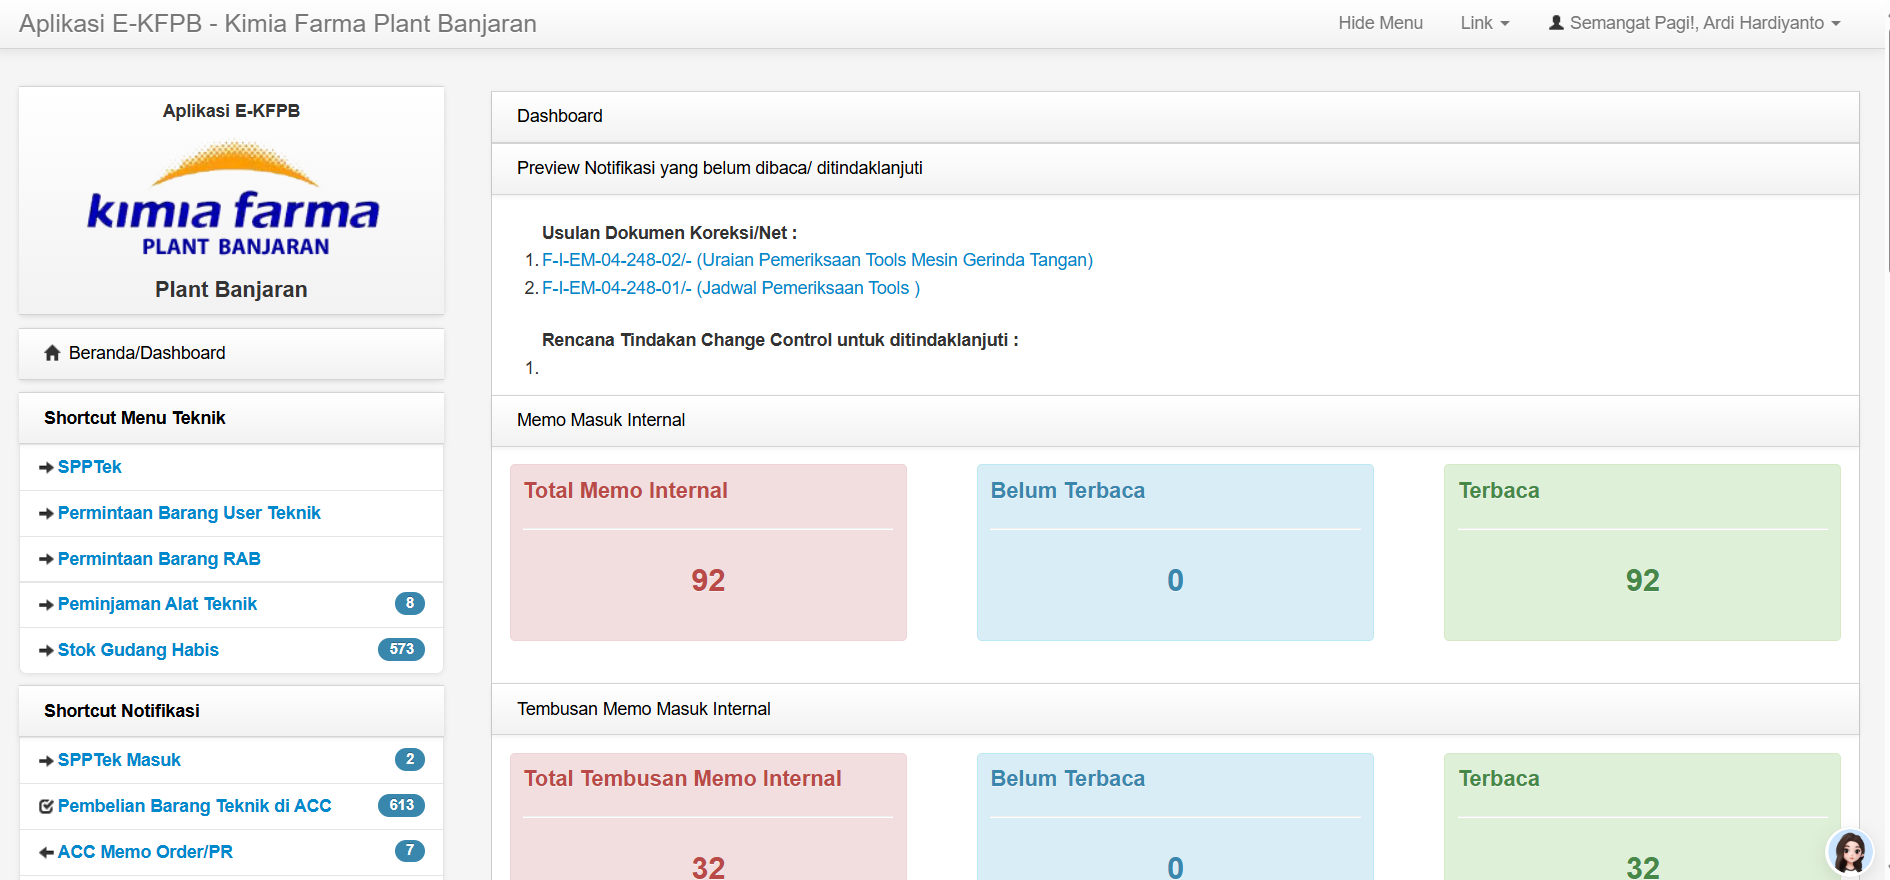 Aplikasi E-KFPB - Kimia Farma Plant Banjaran
Hide Menu
Link
Semangat Pagi!, Ardi Hardiyanto
Aplikasi E-KFPB
kimia farma
PLANT BANJARAN
Plant Banjaran
Beranda/Dashboard
Shortcut Menu Teknik
SPPTek
Permintaan Barang User Teknik
Permintaan Barang RAB
Peminjaman Alat Teknik 8
Stok Gudang Habis 573
Shortcut Notifikasi
SPPTek Masuk 2
Pembelian Barang Teknik di ACC 613
ACC Memo Order/PR 7
Dashboard
Preview Notifikasi yang belum dibaca/ ditindaklanjuti
Usulan Dokumen Koreksi/Net :
1. F-I-EM-04-248-02/- (Uraian Pemeriksaan Tools Mesin Gerinda Tangan)
2. F-I-EM-04-248-01/- (Jadwal Pemeriksaan Tools )
Rencana Tindakan Change Control untuk ditindaklanjuti :
1.
Memo Masuk Internal
Total Memo Internal
92
Belum Terbaca
0
Terbaca
92
Tembusan Memo Masuk Internal
Total Tembusan Memo Internal
32
Belum Terbaca
0
Terbaca
32